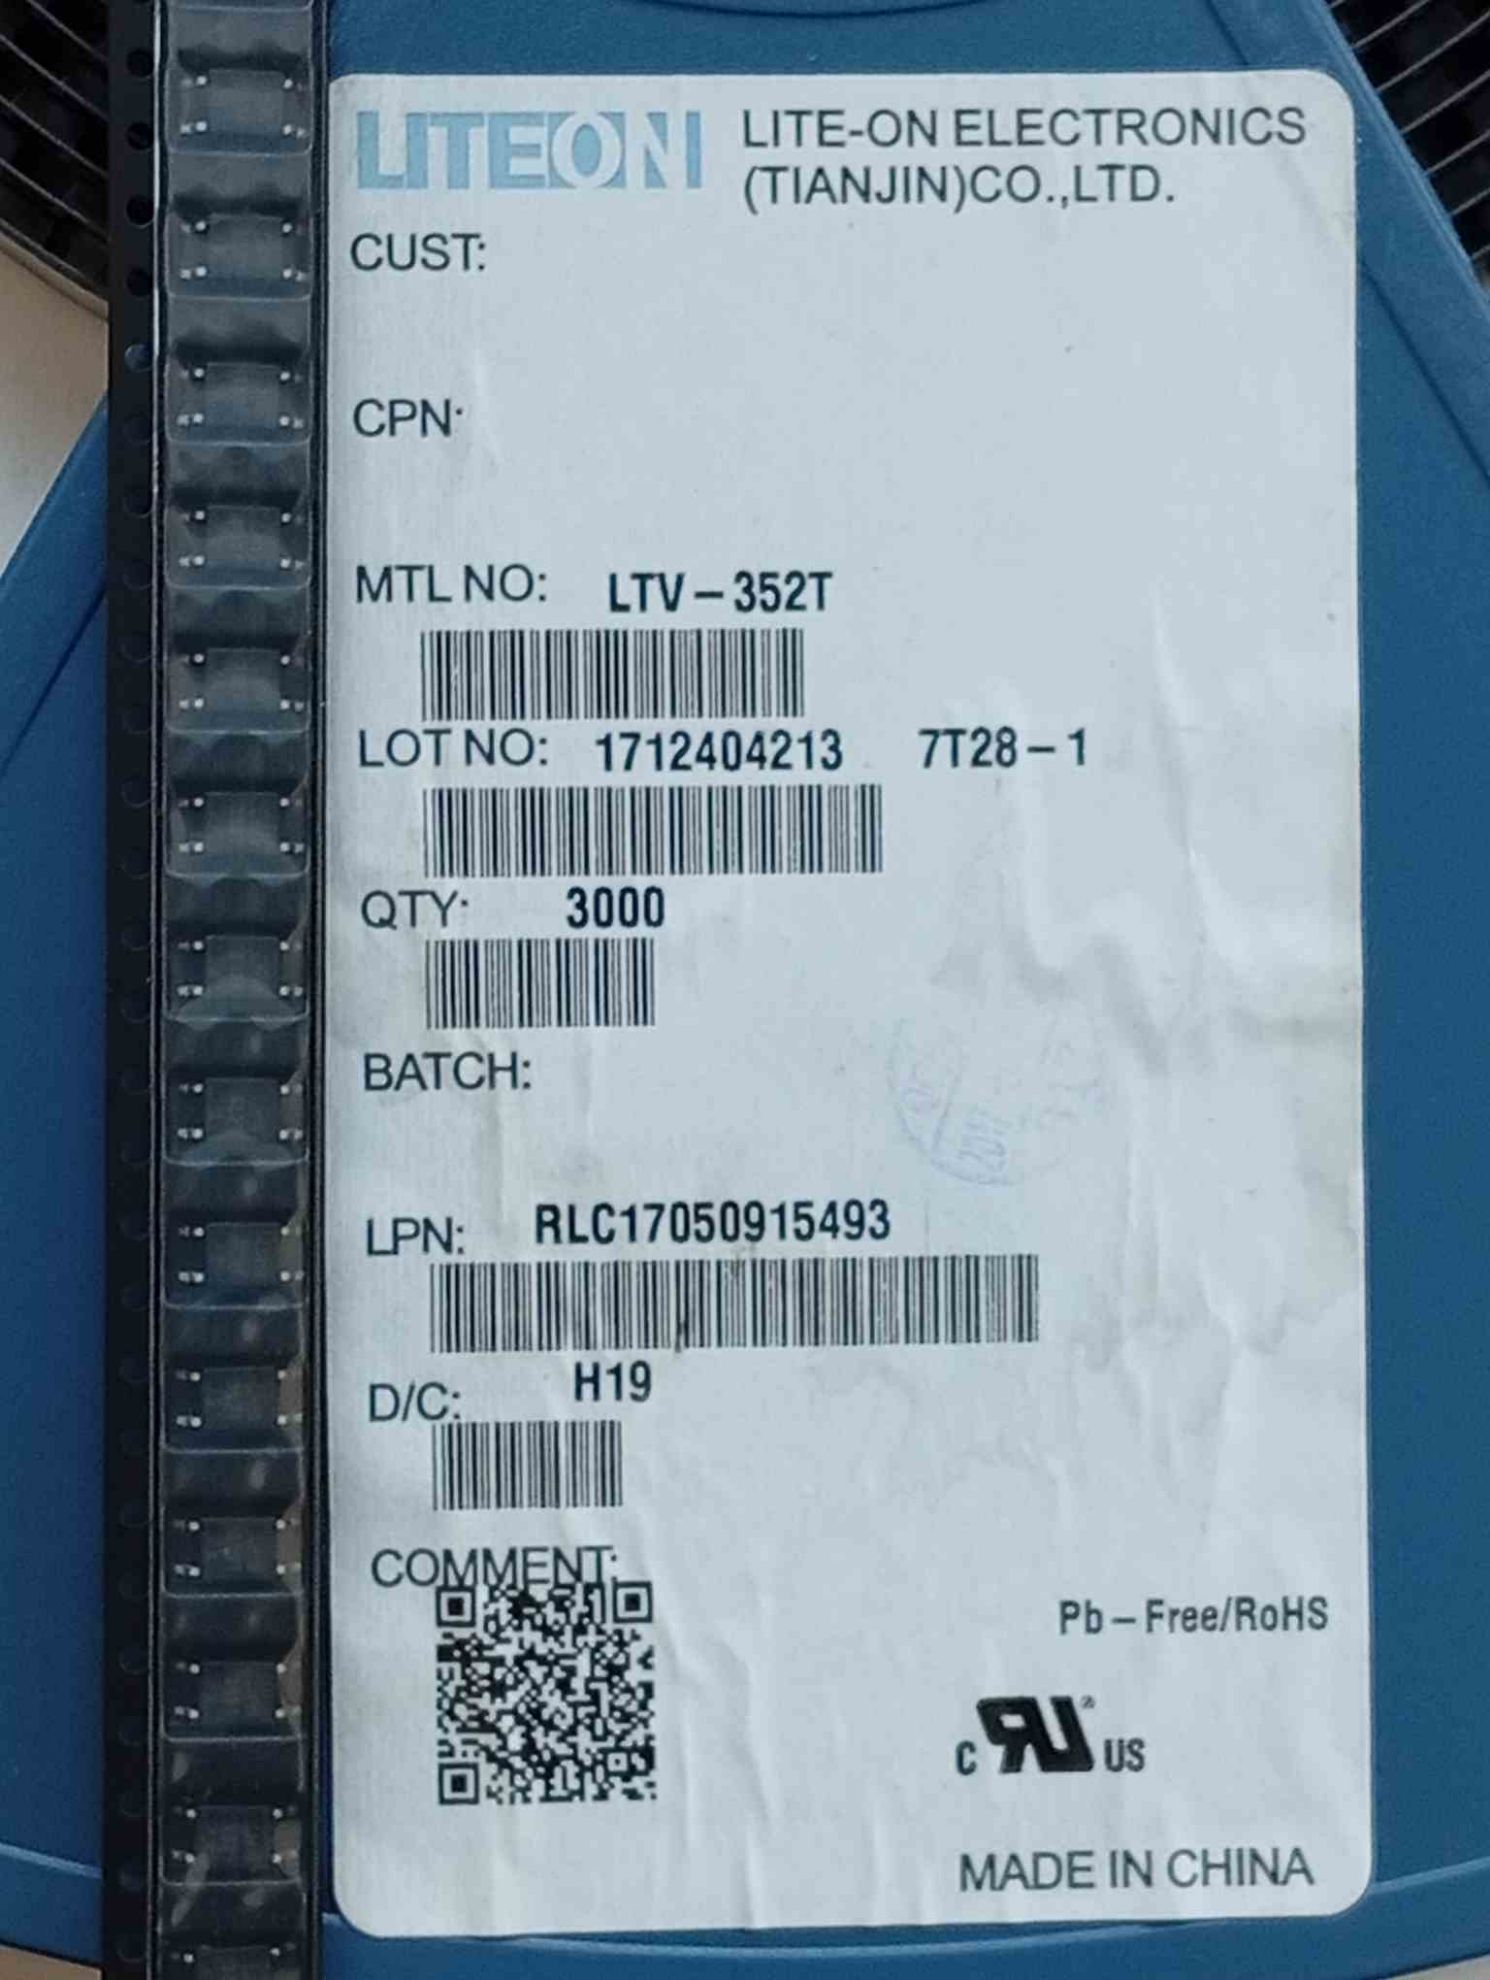 LITEON
LITE-ON ELECTRONICS
(TIANJIN)CO.,LTD.
CUST:
CPN:
MTL NO: LTV-352T
LOT NO: 1712404213 7T28-1
QTY: 3000
BATCH:
LPN: RLC17050915493
D/C: H19
COMMENT:
Pb-Free/RoHS
c RU ® US
MADE IN CHINA